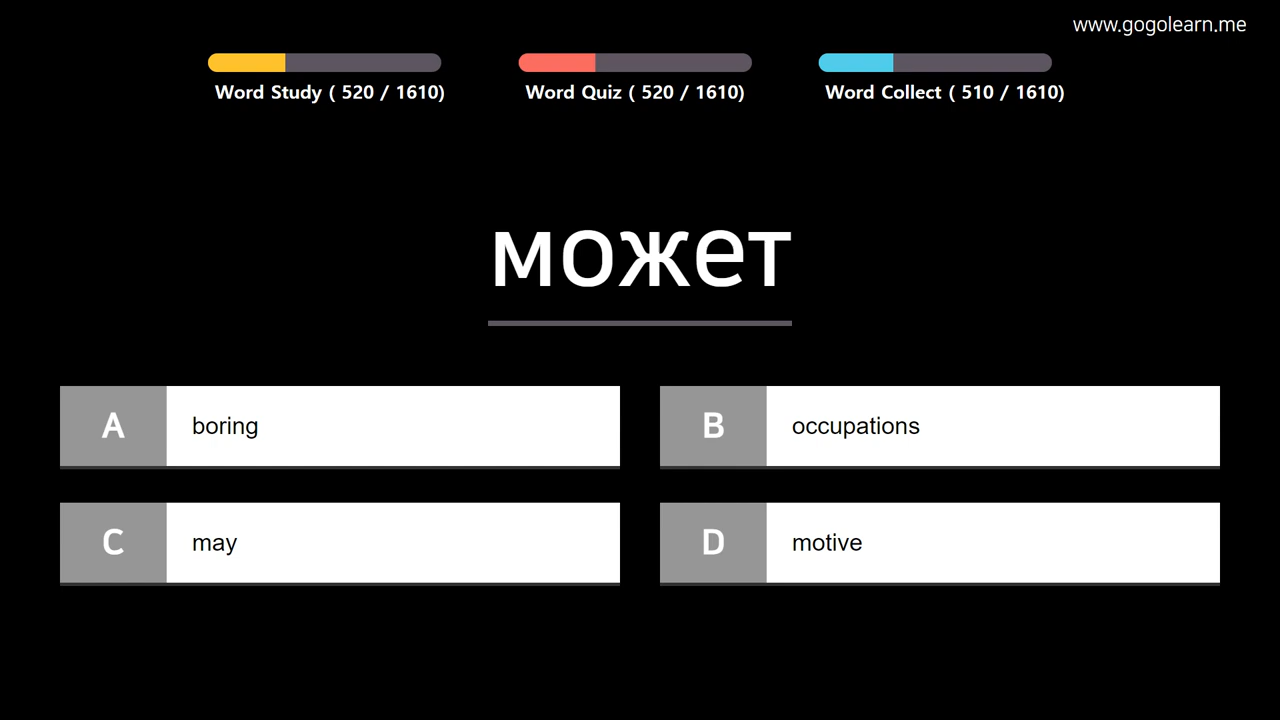 www.gogolearn.me
Word Study ( 520 / 1610)
Word Quiz ( 520 / 1610)
Word Collect ( 510 / 1610)
может
A boring
B occupations
C may
D motive